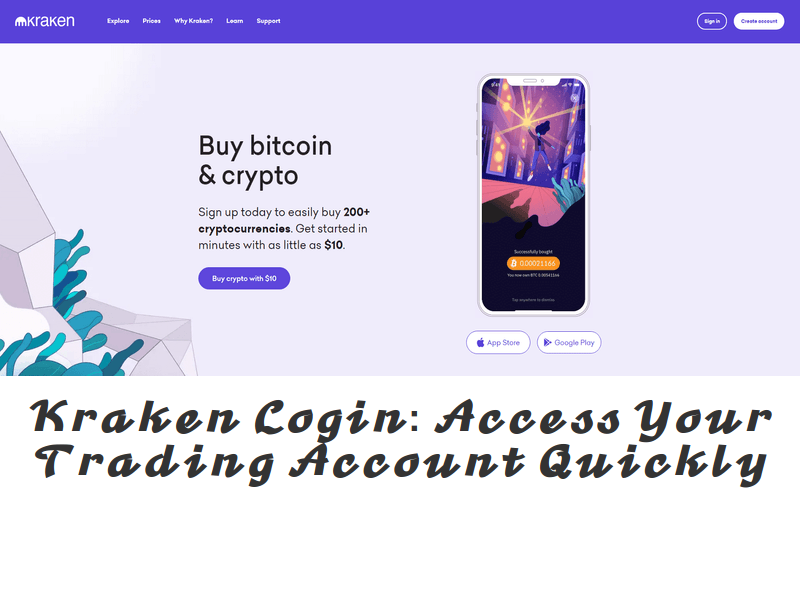 kraken
Explore Prices Why Kraken? Learn Support
Sign in Create account
Buy bitcoin
& crypto
Sign up today to easily buy 200+
cryptocurrencies. Get started in
minutes with as little as $10.
Buy crypto with $10
9:41
Successfully bought
0.00021166
You now own BTC 0.00541166
Tap anywhere to dismiss
App Store
Google Play
Kraken Login: Access Your
Trading Account Quickly